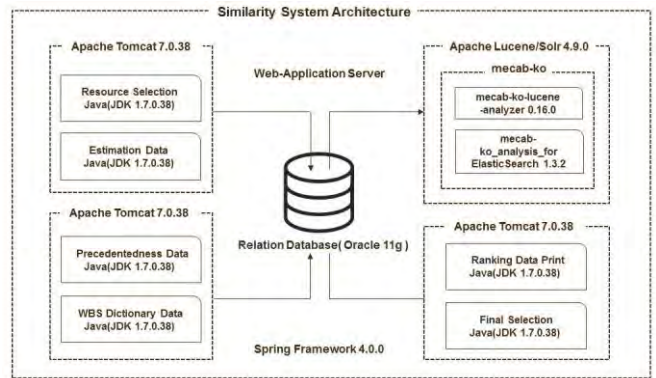 Similarity System Architecture
Apache Tomcat 7.0.38
Resource Selection
Java(JDK 1.7.0.38)
Estimation Data
Java(JDK 1.7.0.38)
Web-Application Server
Apache Lucene/Solr 4.9.0
mecab-ko
mecab-ko-lucene
-analyzer 0.16.0
mecab-
ko_analysis_for
ElasticSearch 1.3.2
Relation Database( Oracle 11g )
Apache Tomcat 7.0.38
Precedentedness Data
Java(JDK 1.7.0.38)
WBS Dictionary Data
Java(JDK 1.7.0.38)
Apache Tomcat 7.0.38
Ranking Data Print
Java(JDK 1.7.0.38)
Final Selection
Java(JDK 1.7.0.38)
Spring Framework 4.0.0